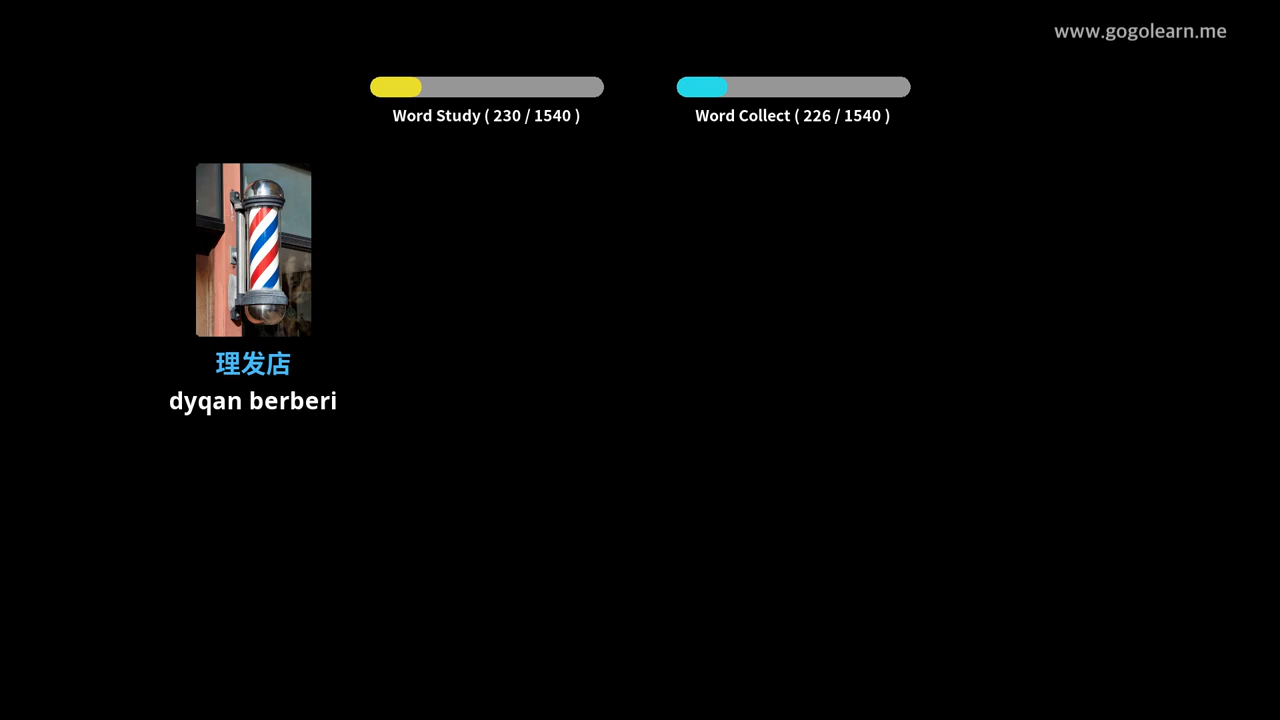 www.gogolearn.me
Word Study ( 230 / 1540 )
Word Collect ( 226 / 1540 )
理发店
dyqan berberi